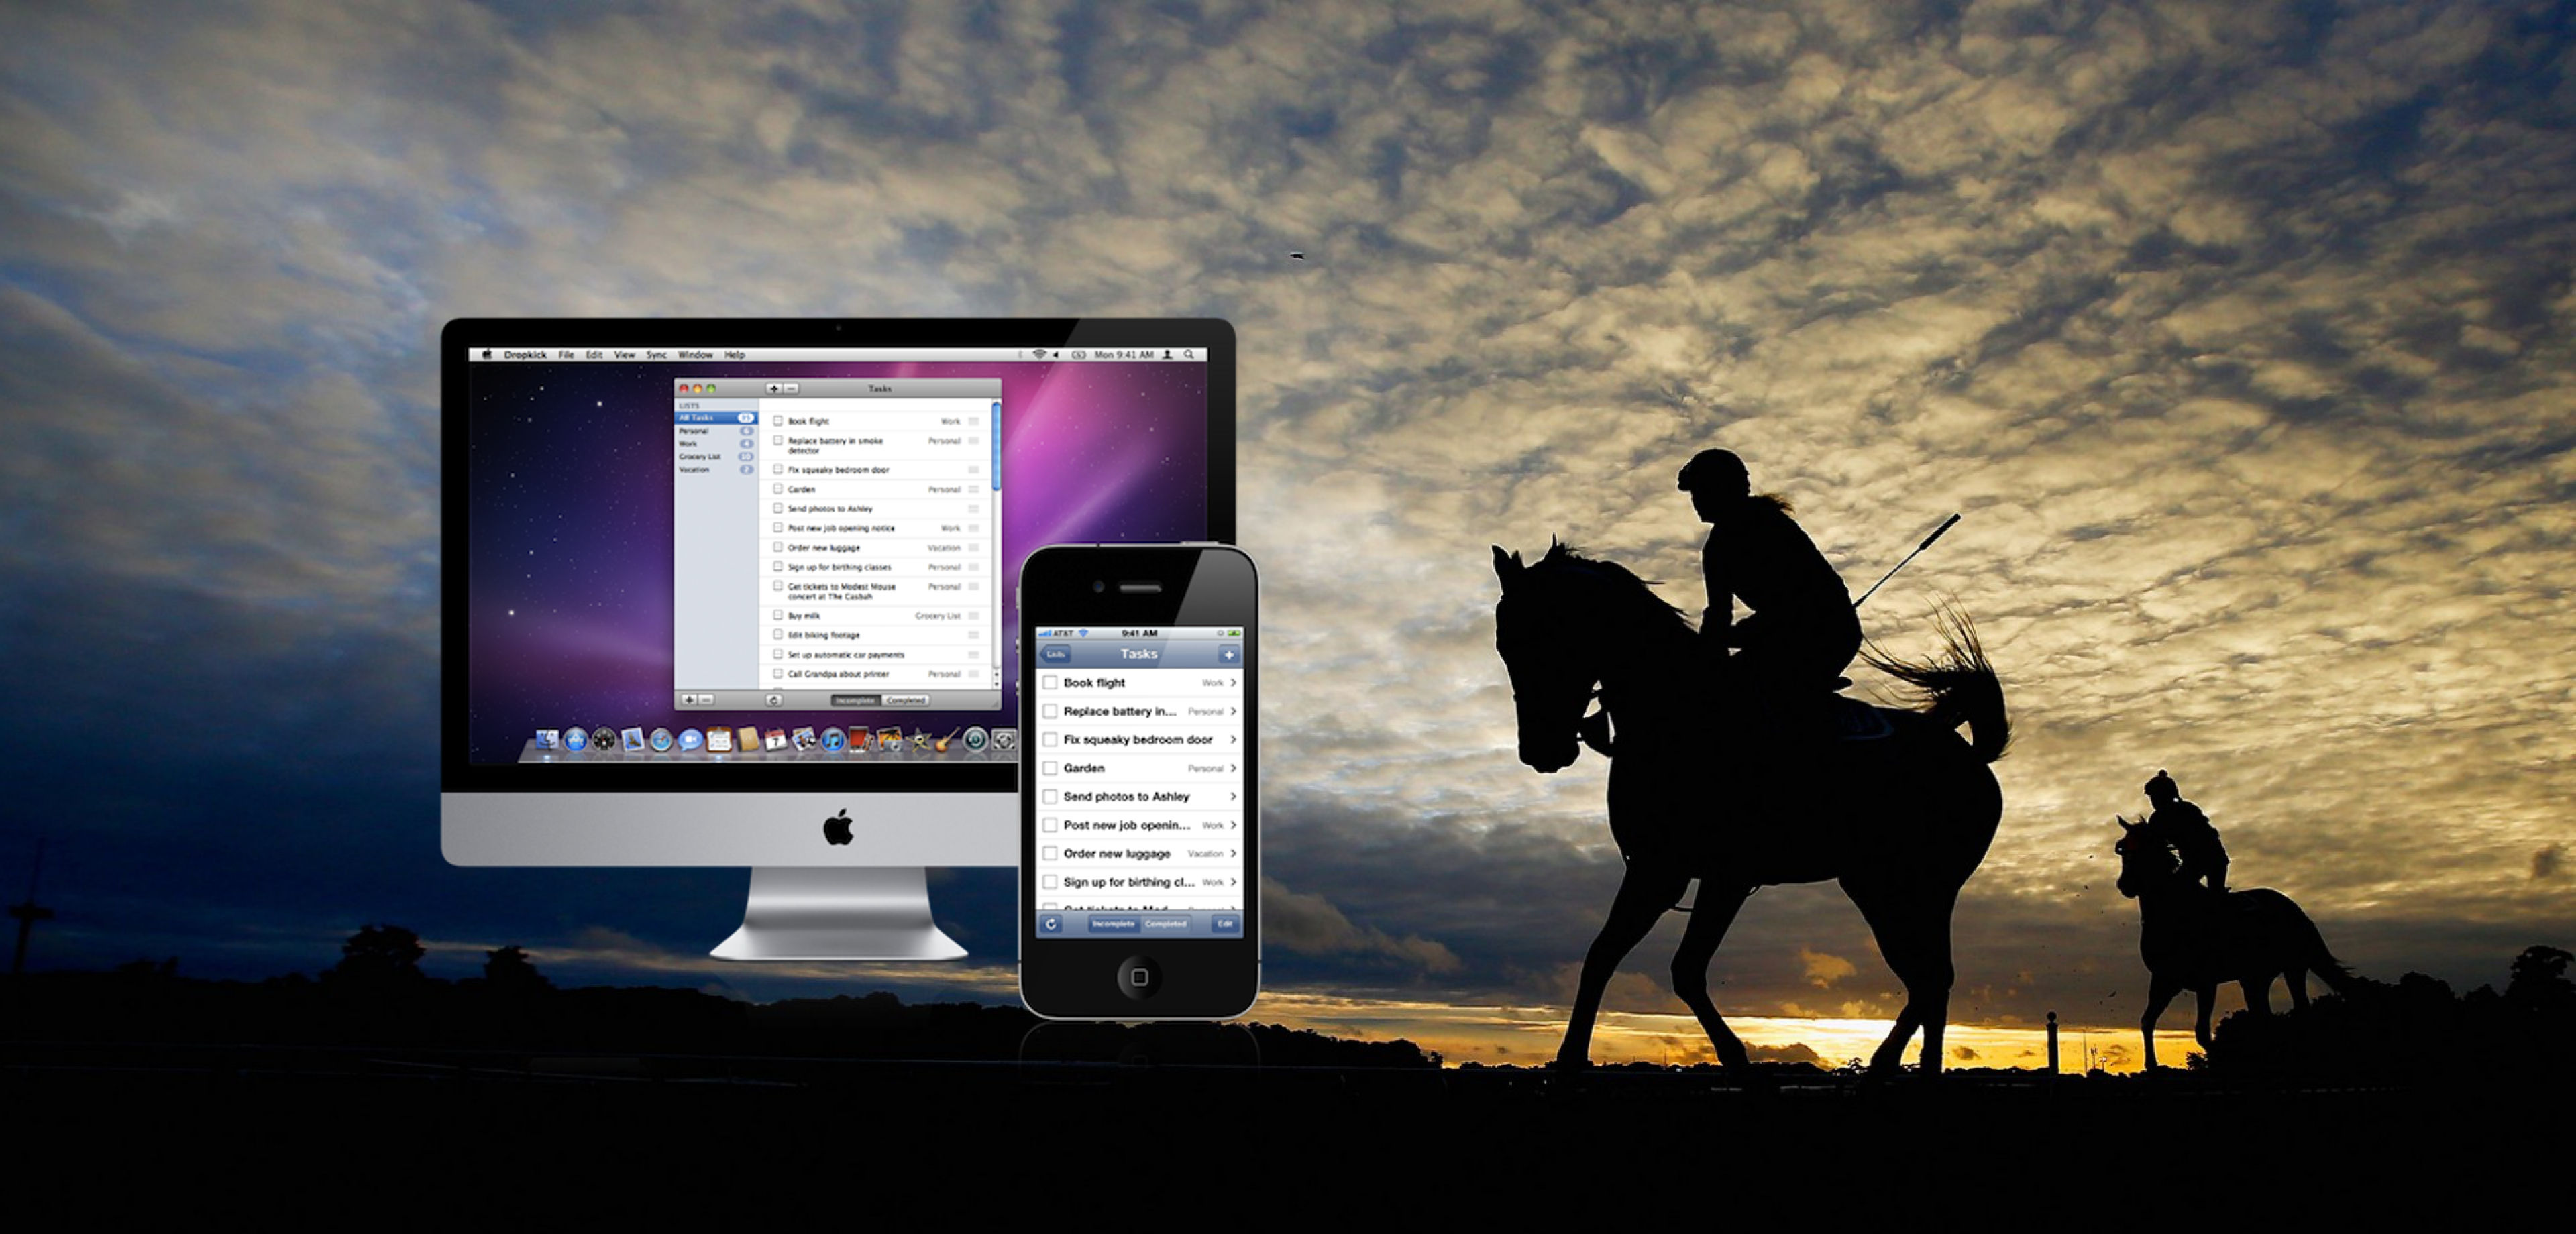 Dropkick File Edit View Sync Window Help
Mon 9:41 AM
Tasks
LISTS
All Tasks
Personal
Work
Grocery List
Vacation
Book flight Work
Replace battery in smoke Personal
detector
Fix squeaky bedroom door
Garden Personal
Send photos to Ashley
Post new job opening notice Work
Order new luggage Vacation
Sign up for birthing classes Personal
Get tickets to Modest Mouse Personal
concert at The Casbah
Buy milk Grocery List
Edit biking footage
Set up automatic car payments
Call Grandpa about printer Personal
Incomplete Completed
AT&T 9:41 AM
Lists Tasks
Book flight Work
Replace battery in... Personal
Fix squeaky bedroom door
Garden Personal
Send photos to Ashley
Post new job openin... Work
Order new luggage Vacation
Sign up for birthing cl... Work
Incomplete Completed Edit